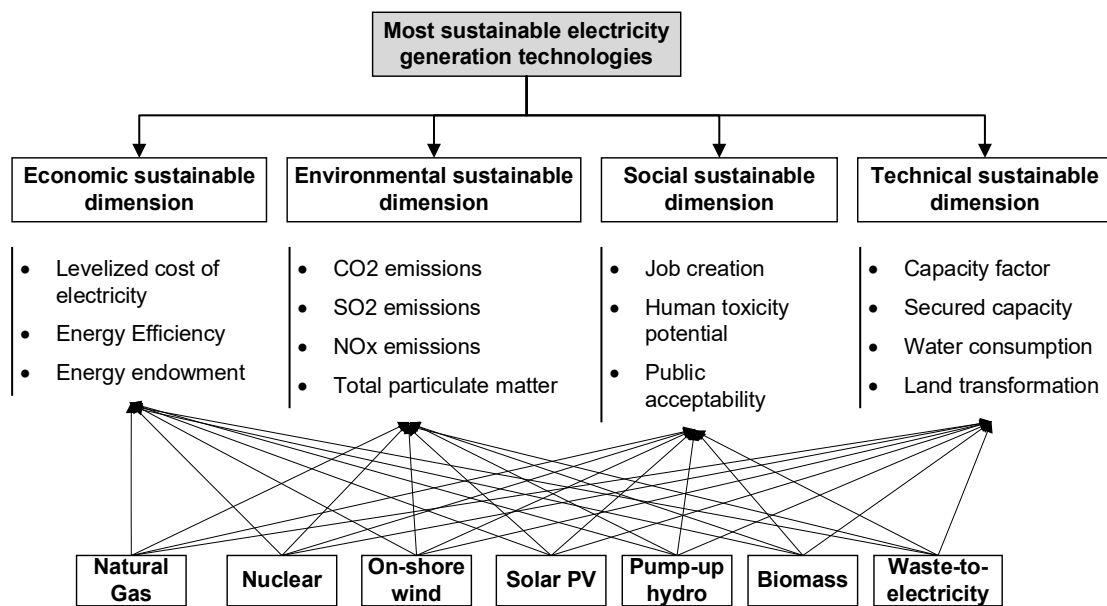 Most sustainable electricity
generation technologies
Economic sustainable
dimension
Environmental sustainable
dimension
Social sustainable
dimension
Technical sustainable
dimension
• Levelized cost of
electricity
• Energy Efficiency
• Energy endowment
• CO2 emissions
• SO2 emissions
• NOx emissions
• Total particulate matter
• Job creation
• Human toxicity
potential
• Public
acceptability
• Capacity factor
• Secured capacity
• Water consumption
• Land transformation
Natural
Gas
Nuclear
On-shore
wind
Solar PV
Pump-up
hydro
Biomass
Waste-to-
electricity